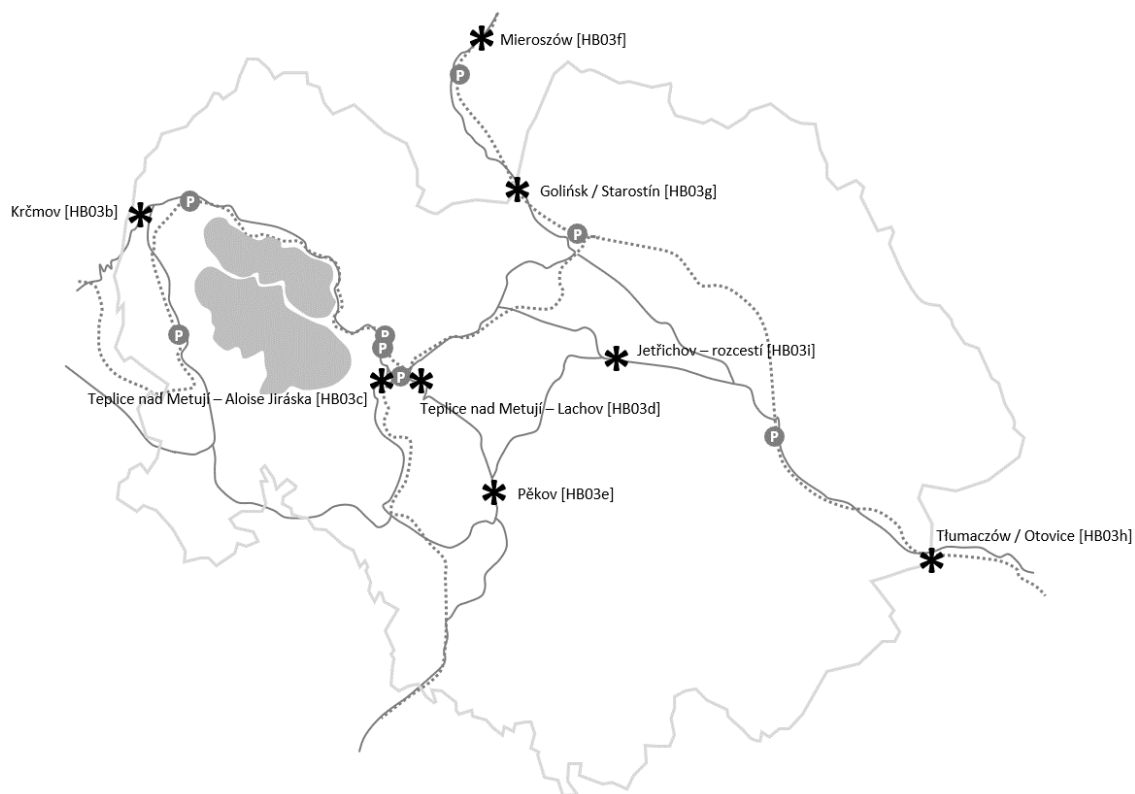 Mieroszów [HB03f]
P
Golińsk / Starostín [HB03g]
P
Krčmov [HB03b]
P
P
P
P
Jetřichov – rozcestí [HB03i]
P
Teplice nad Metují – Aloise Jiráska [HB03c]
Teplice nad Metují – Lachov [HB03d]
P
Pěkov [HB03e]
Tłumaczów / Otovice [HB03h]